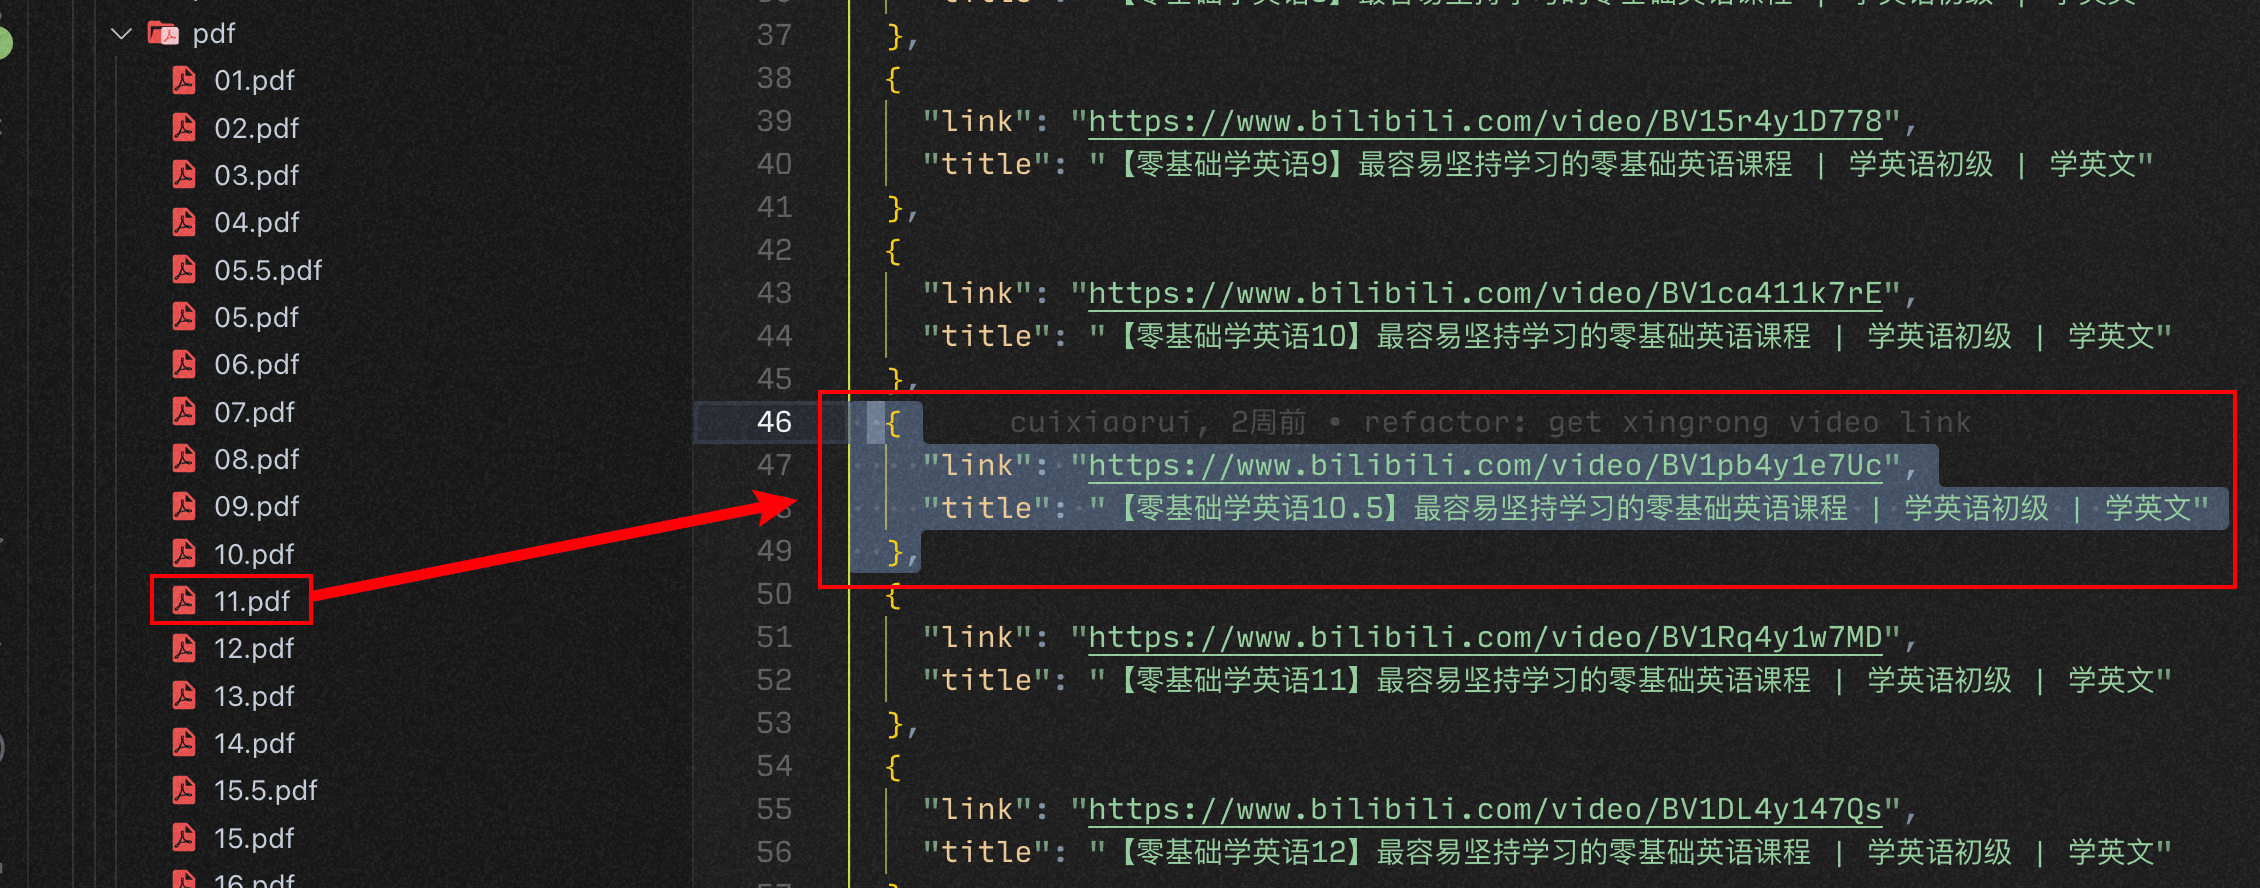 pdf
01.pdf
02.pdf
03.pdf
04.pdf
05.5.pdf
05.pdf
06.pdf
07.pdf
08.pdf
09.pdf
10.pdf
11.pdf
12.pdf
13.pdf
14.pdf
15.5.pdf
15.pdf
16.pdf
37 },
38 {
39 "link": "https://www.bilibili.com/video/BV15r4y1D778",
40 "title": "【零基础学英语9】最容易坚持学习的零基础英语课程 | 学英语初级 | 学英文"
41 },
42 {
43 "link": "https://www.bilibili.com/video/BV1ca411k7rE",
44 "title": "【零基础学英语10】最容易坚持学习的零基础英语课程 | 学英语初级 | 学英文"
45 },
46 { cuixiaorui, 2周前 • refactor: get xingrong video link
47 "link": "https://www.bilibili.com/video/BV1pb4y1e7Uc",
"title": "【零基础学英语10.5】最容易坚持学习的零基础英语课程 | 学英语初级 | 学英文"
49 },
50 {
51 "link": "https://www.bilibili.com/video/BV1Rq4y1w7MD",
52 "title": "【零基础学英语11】最容易坚持学习的零基础英语课程 | 学英语初级 | 学英文"
53 },
54 {
55 "link": "https://www.bilibili.com/video/BV1DL4y147Qs",
56 "title": "【零基础学英语12】最容易坚持学习的零基础英语课程 | 学英语初级 | 学英文"